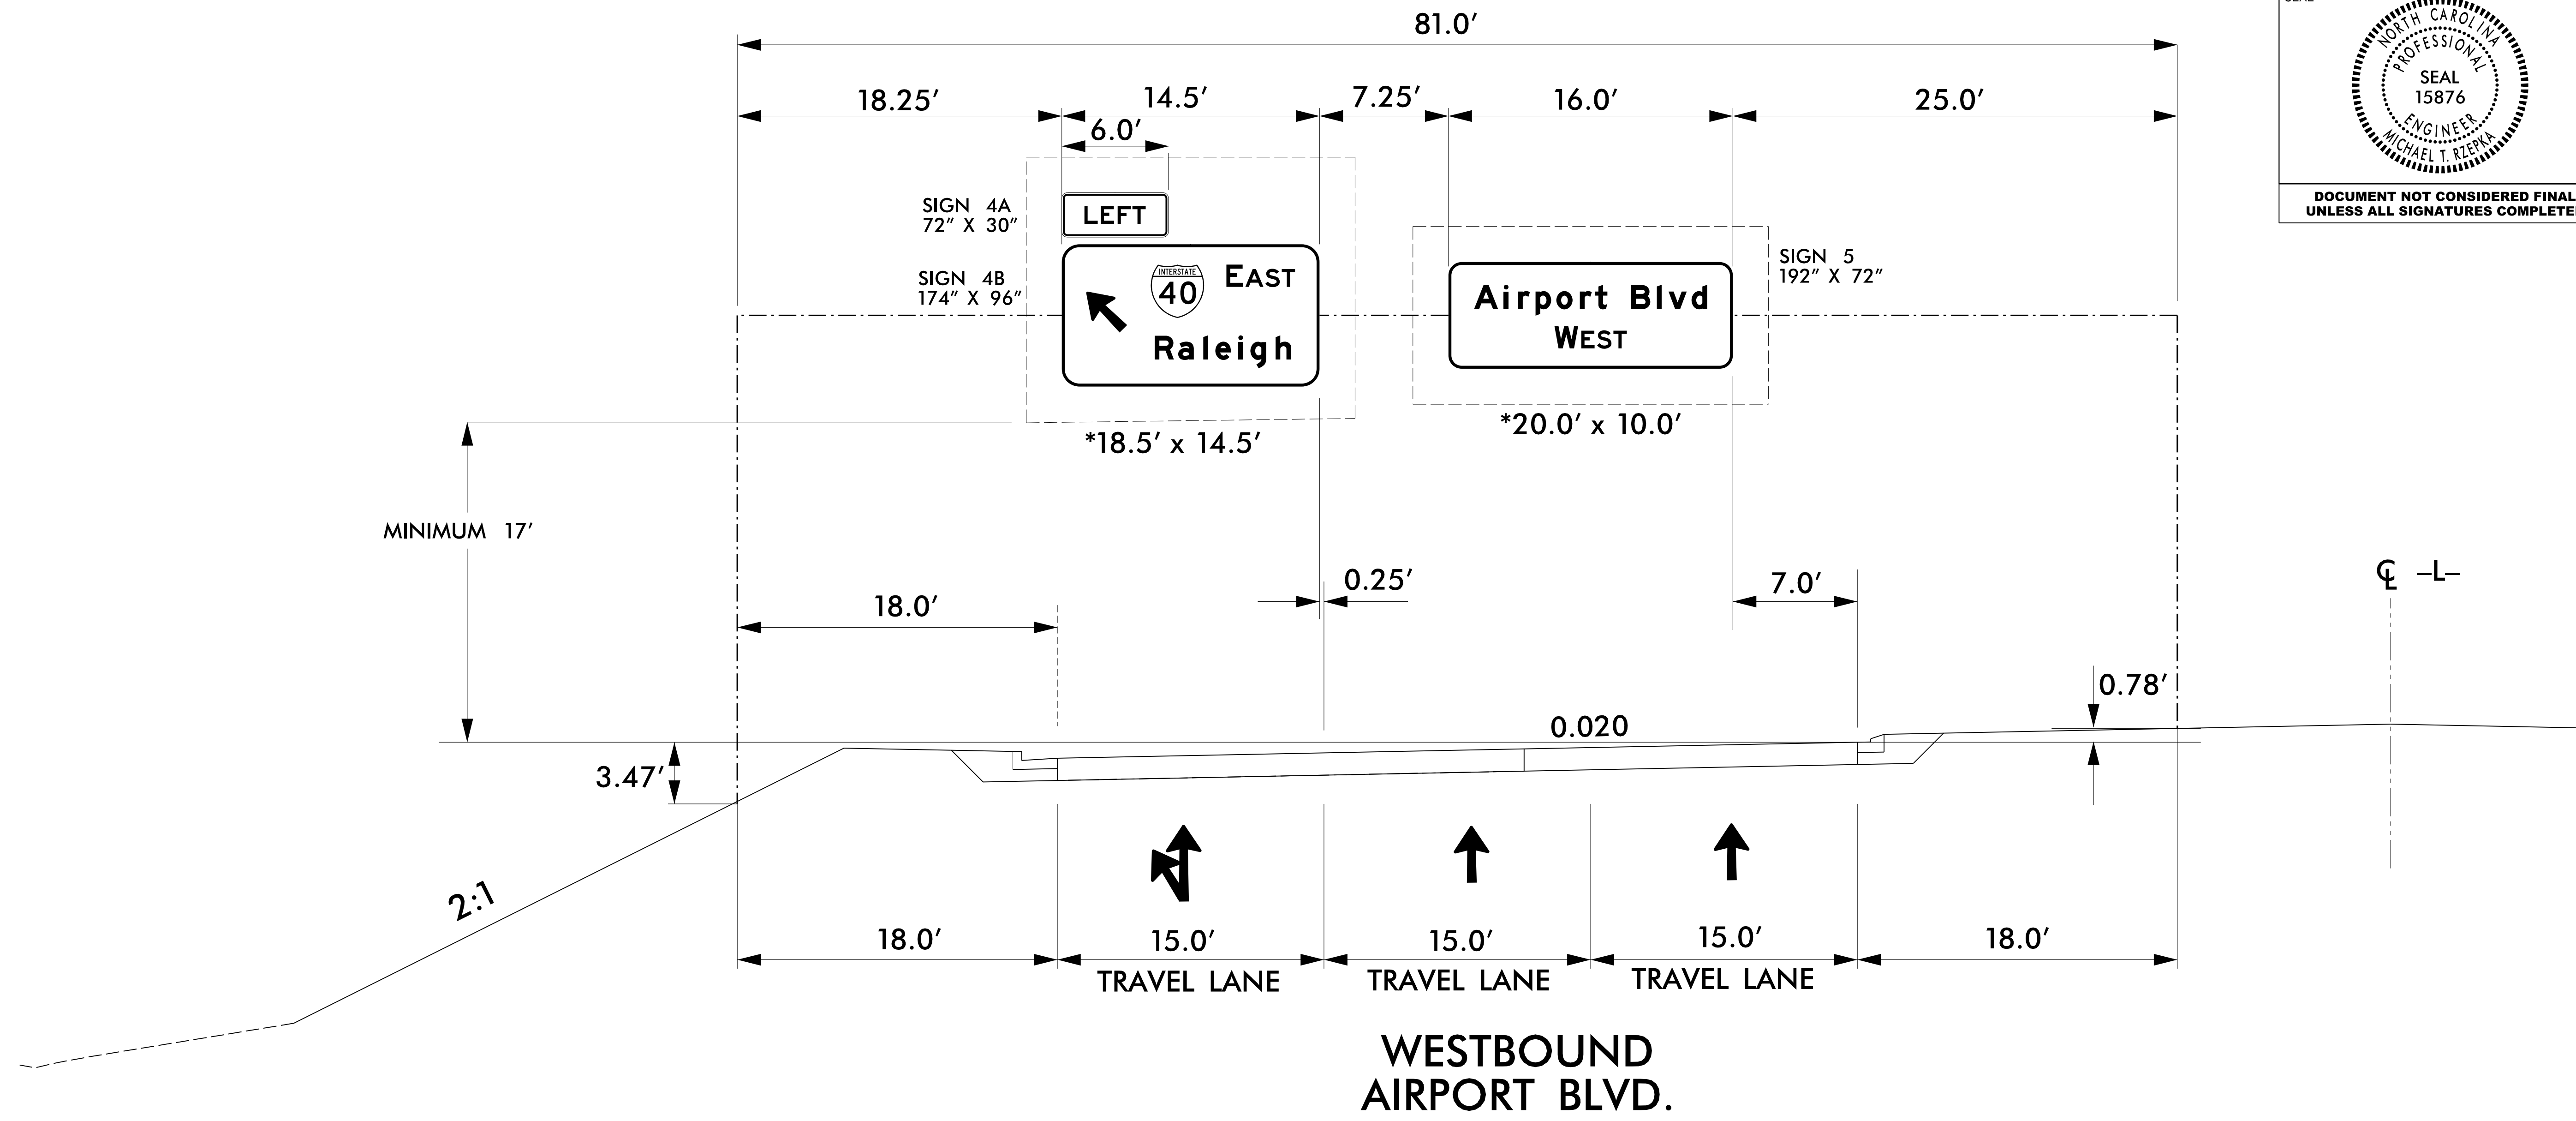 81.0′
18.25′ 14.5′ 7.25′ 16.0′ 25.0′
6.0′
NORTH CAROLINA
PROFESSIONAL
SEAL
15876
ENGINEER
MICHAEL T. RZEPKA
DOCUMENT NOT CONSIDERED FINAL
UNLESS ALL SIGNATURES
SIGN 4A
72″ X 30″
LEFT
SIGN 4B
174″ X 96″
INTERSTATE
40
EAST
Raleigh
Airport Blvd
WEST
SIGN 5
192″ X 72″
*18.5′ x 14.5′
*20.0′ x 10.0′
MINIMUM 17′
18.0′
0.25′
7.0′
℄ –L–
0.78′
0.020
3.47′
2:1
18.0′ 15.0′ 15.0′ 15.0′ 18.0′
TRAVEL LANE TRAVEL LANE TRAVEL LANE
WESTBOUND
AIRPORT BLVD.